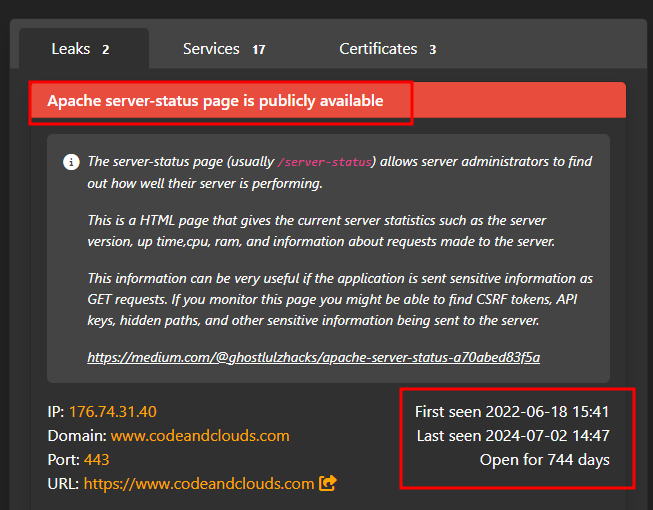 Leaks 2 Services 17 Certificates 3
Apache server-status page is publicly available
The server-status page (usually /server-status) allows server administrators to find
out how well their server is performing.
This is a HTML page that gives the current server statistics such as the server
version, up time,cpu, ram, and information about requests made to the server.
This information can be very useful if the application is sent sensitive information as
GET requests. If you monitor this page you might be able to find CSRF tokens, API
keys, hidden paths, and other sensitive information being sent to the server.
https://medium.com/@ghostlulzhacks/apache-server-status-a70abed83f5a
IP: 176.74.31.40
Domain: www.codeandclouds.com
Port: 443
URL: https://www.codeandclouds.com
First seen 2022-06-18 15:41
Last seen 2024-07-02 14:47
Open for 744 days